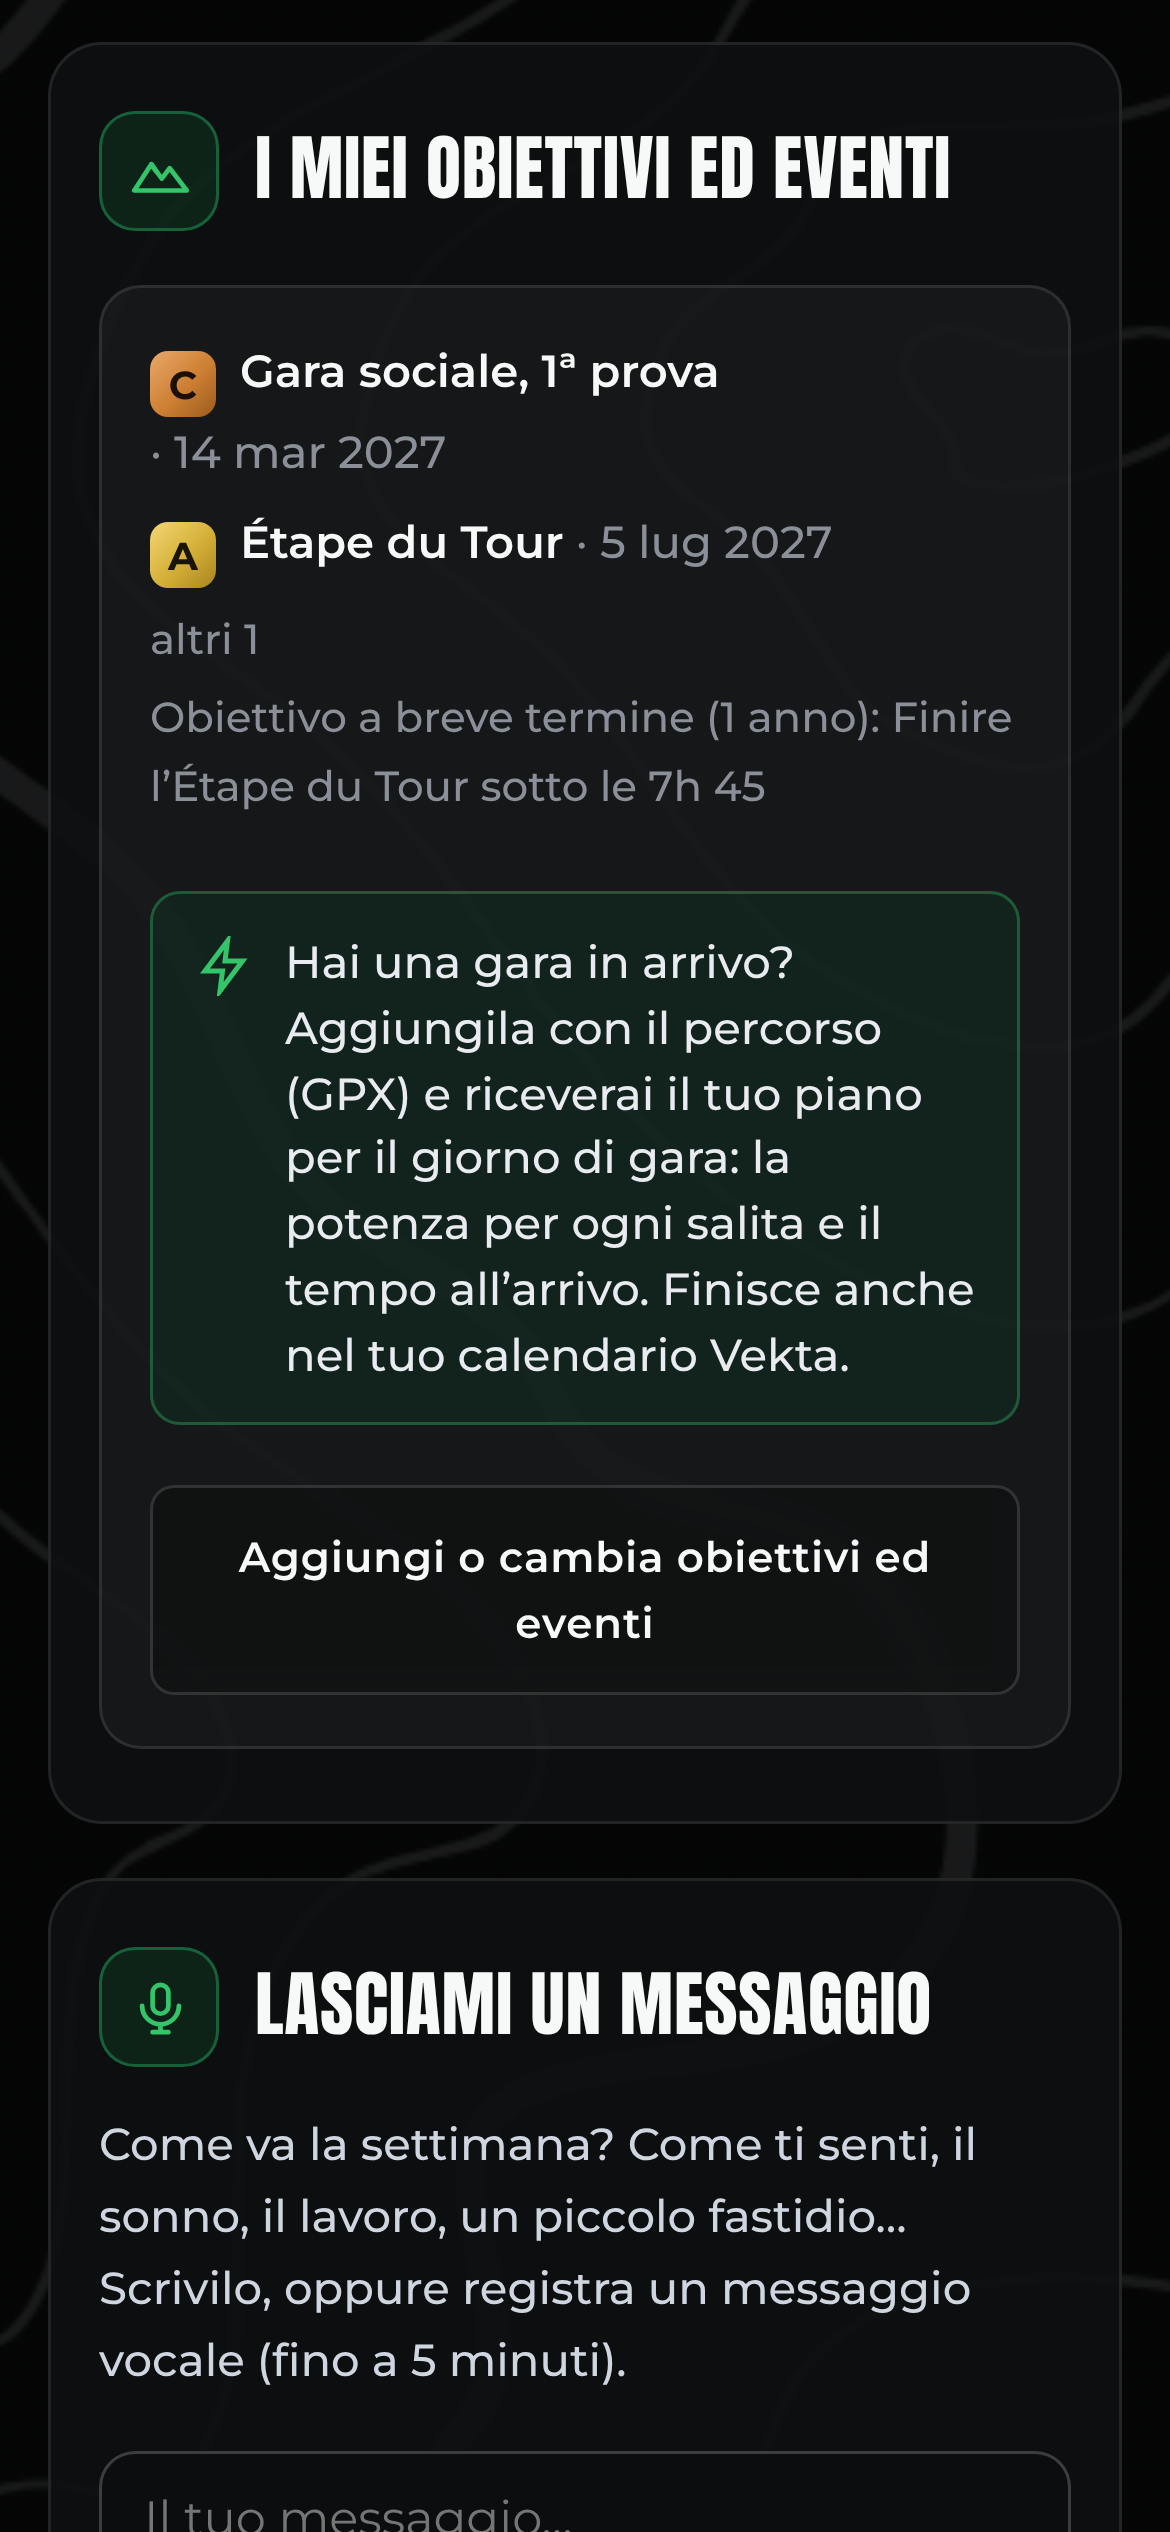 I MIEI OBIETTIVI ED EVENTI
C Gara sociale, 1ª prova
· 14 mar 2027
A Étape du Tour · 5 lug 2027
altri 1
Obiettivo a breve termine (1 anno): Finire
l’Étape du Tour sotto le 7h 45
Hai una gara in arrivo?
Aggiungila con il percorso
(GPX) e riceverai il tuo piano
per il giorno di gara: la
potenza per ogni salita e il
tempo all’arrivo. Finisce anche
nel tuo calendario Vekta.
Aggiungi o cambia obiettivi ed
eventi
LASCIAMI UN MESSAGGIO
Come va la settimana? Come ti senti, il
sonno, il lavoro, un piccolo fastidio...
Scrivilo, oppure registra un messaggio
vocale (fino a 5 minuti).
Il tuo messaggio...